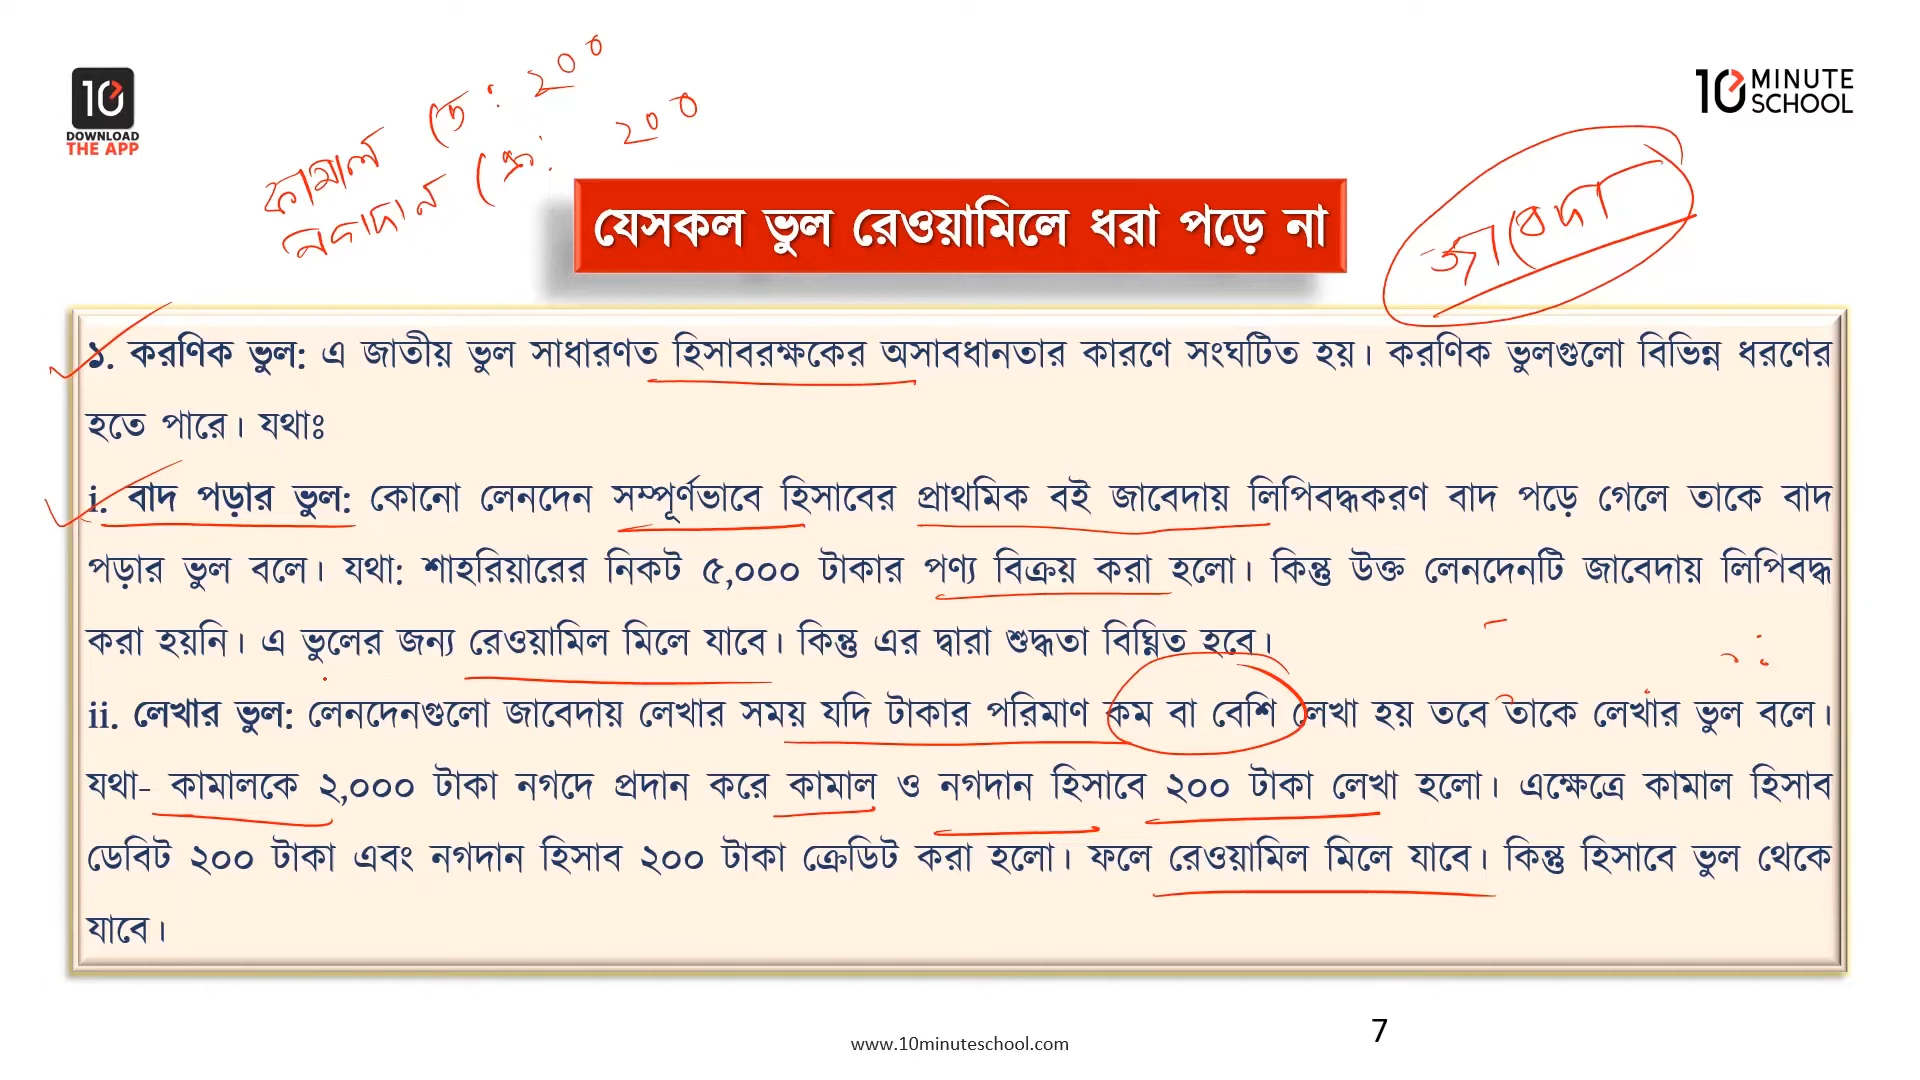 10
DOWNLOAD
THE APP
10 MINUTE
SCHOOL
কামাল ডে: ২০০
নগদান ক্রে: ২০০
জাবেদা
যেসকল ভুল রেওয়ামিলে ধরা পড়ে না
১. করণিক ভুল: এ জাতীয় ভুল সাধারণত হিসাবরক্ষকের অসাবধানতার কারণে সংঘটিত হয়। করণিক ভুলগুলো বিভিন্ন ধরণের
হতে পারে। যথাঃ
i. বাদ পড়ার ভুল: কোনো লেনদেন সম্পূর্ণভাবে হিসাবের প্রাথমিক বই জাবেদায় লিপিবদ্ধকরণ বাদ পড়ে গেলে তাকে বাদ
পড়ার ভুল বলে। যথা: শাহরিয়ারের নিকট ৫,০০০ টাকার পণ্য বিক্রয় করা হলো। কিন্তু উক্ত লেনদেনটি জাবেদায় লিপিবদ্ধ
করা হয়নি। এ ভুলের জন্য রেওয়ামিল মিলে যাবে। কিন্তু এর দ্বারা শুদ্ধতা বিঘ্নিত হবে।
ii. লেখার ভুল: লেনদেনগুলো জাবেদায় লেখার সময় যদি টাকার পরিমাণ কম বা বেশি লেখা হয় তবে তাকে লেখার ভুল বলে।
যথা- কামালকে ২,০০০ টাকা নগদে প্রদান করে কামাল ও নগদান হিসাবে ২০০ টাকা লেখা হলো। এক্ষেত্রে কামাল হিসাব
ডেবিট ২০০ টাকা এবং নগদান হিসাব ২০০ টাকা ক্রেডিট করা হলো। ফলে রেওয়ামিল মিলে যাবে। কিন্তু হিসাবে ভুল থেকে
যাবে।
www.10minuteschool.com
7